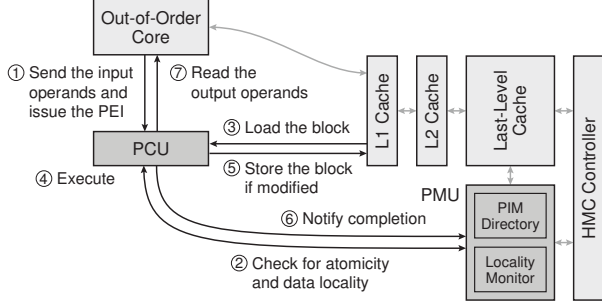 Out-of-Order
Core
① Send the input
operands and
issue the PEI
⑦ Read the
output operands
③ Load the block
PCU
④ Execute
⑤ Store the block
if modified
L1 Cache
L2 Cache
Last-Level
Cache
HMC Controller
PMU
PIM
Directory
Locality
Monitor
⑥ Notify completion
② Check for atomicity
and data locality